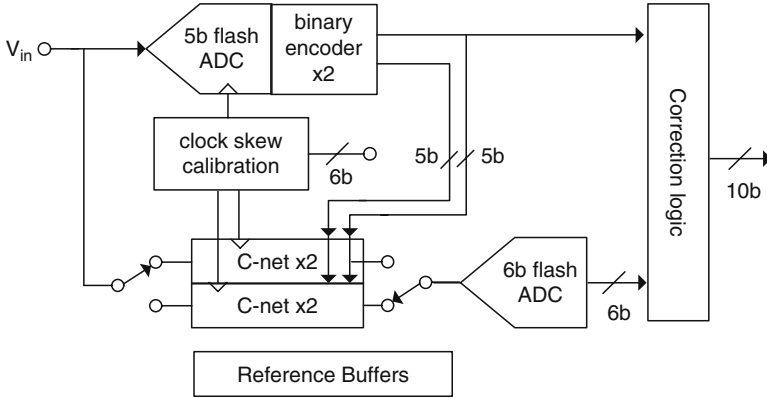 V_in
5b flash
ADC
binary
encoder
x2
clock skew
calibration
6b
5b
5b
Correction logic
10b
C-net x2
C-net x2
6b flash
ADC
6b
Reference Buffers